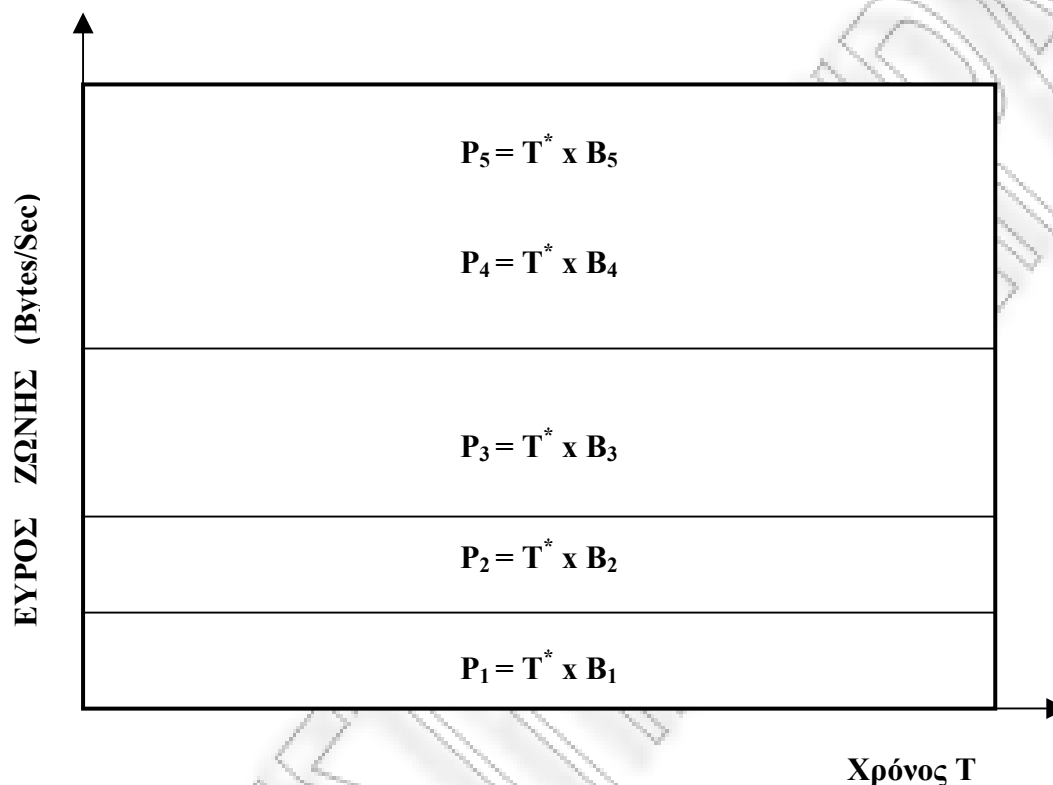 P₅ = T* x B₅
P₄ = T* x B₄
P₃ = T* x B₃
P₂ = T* x B₂
P₁ = T* x B₁
ΕΥΡΟΣ ΖΩΝΗΣ (Bytes/Sec)
Χρόνος Τ